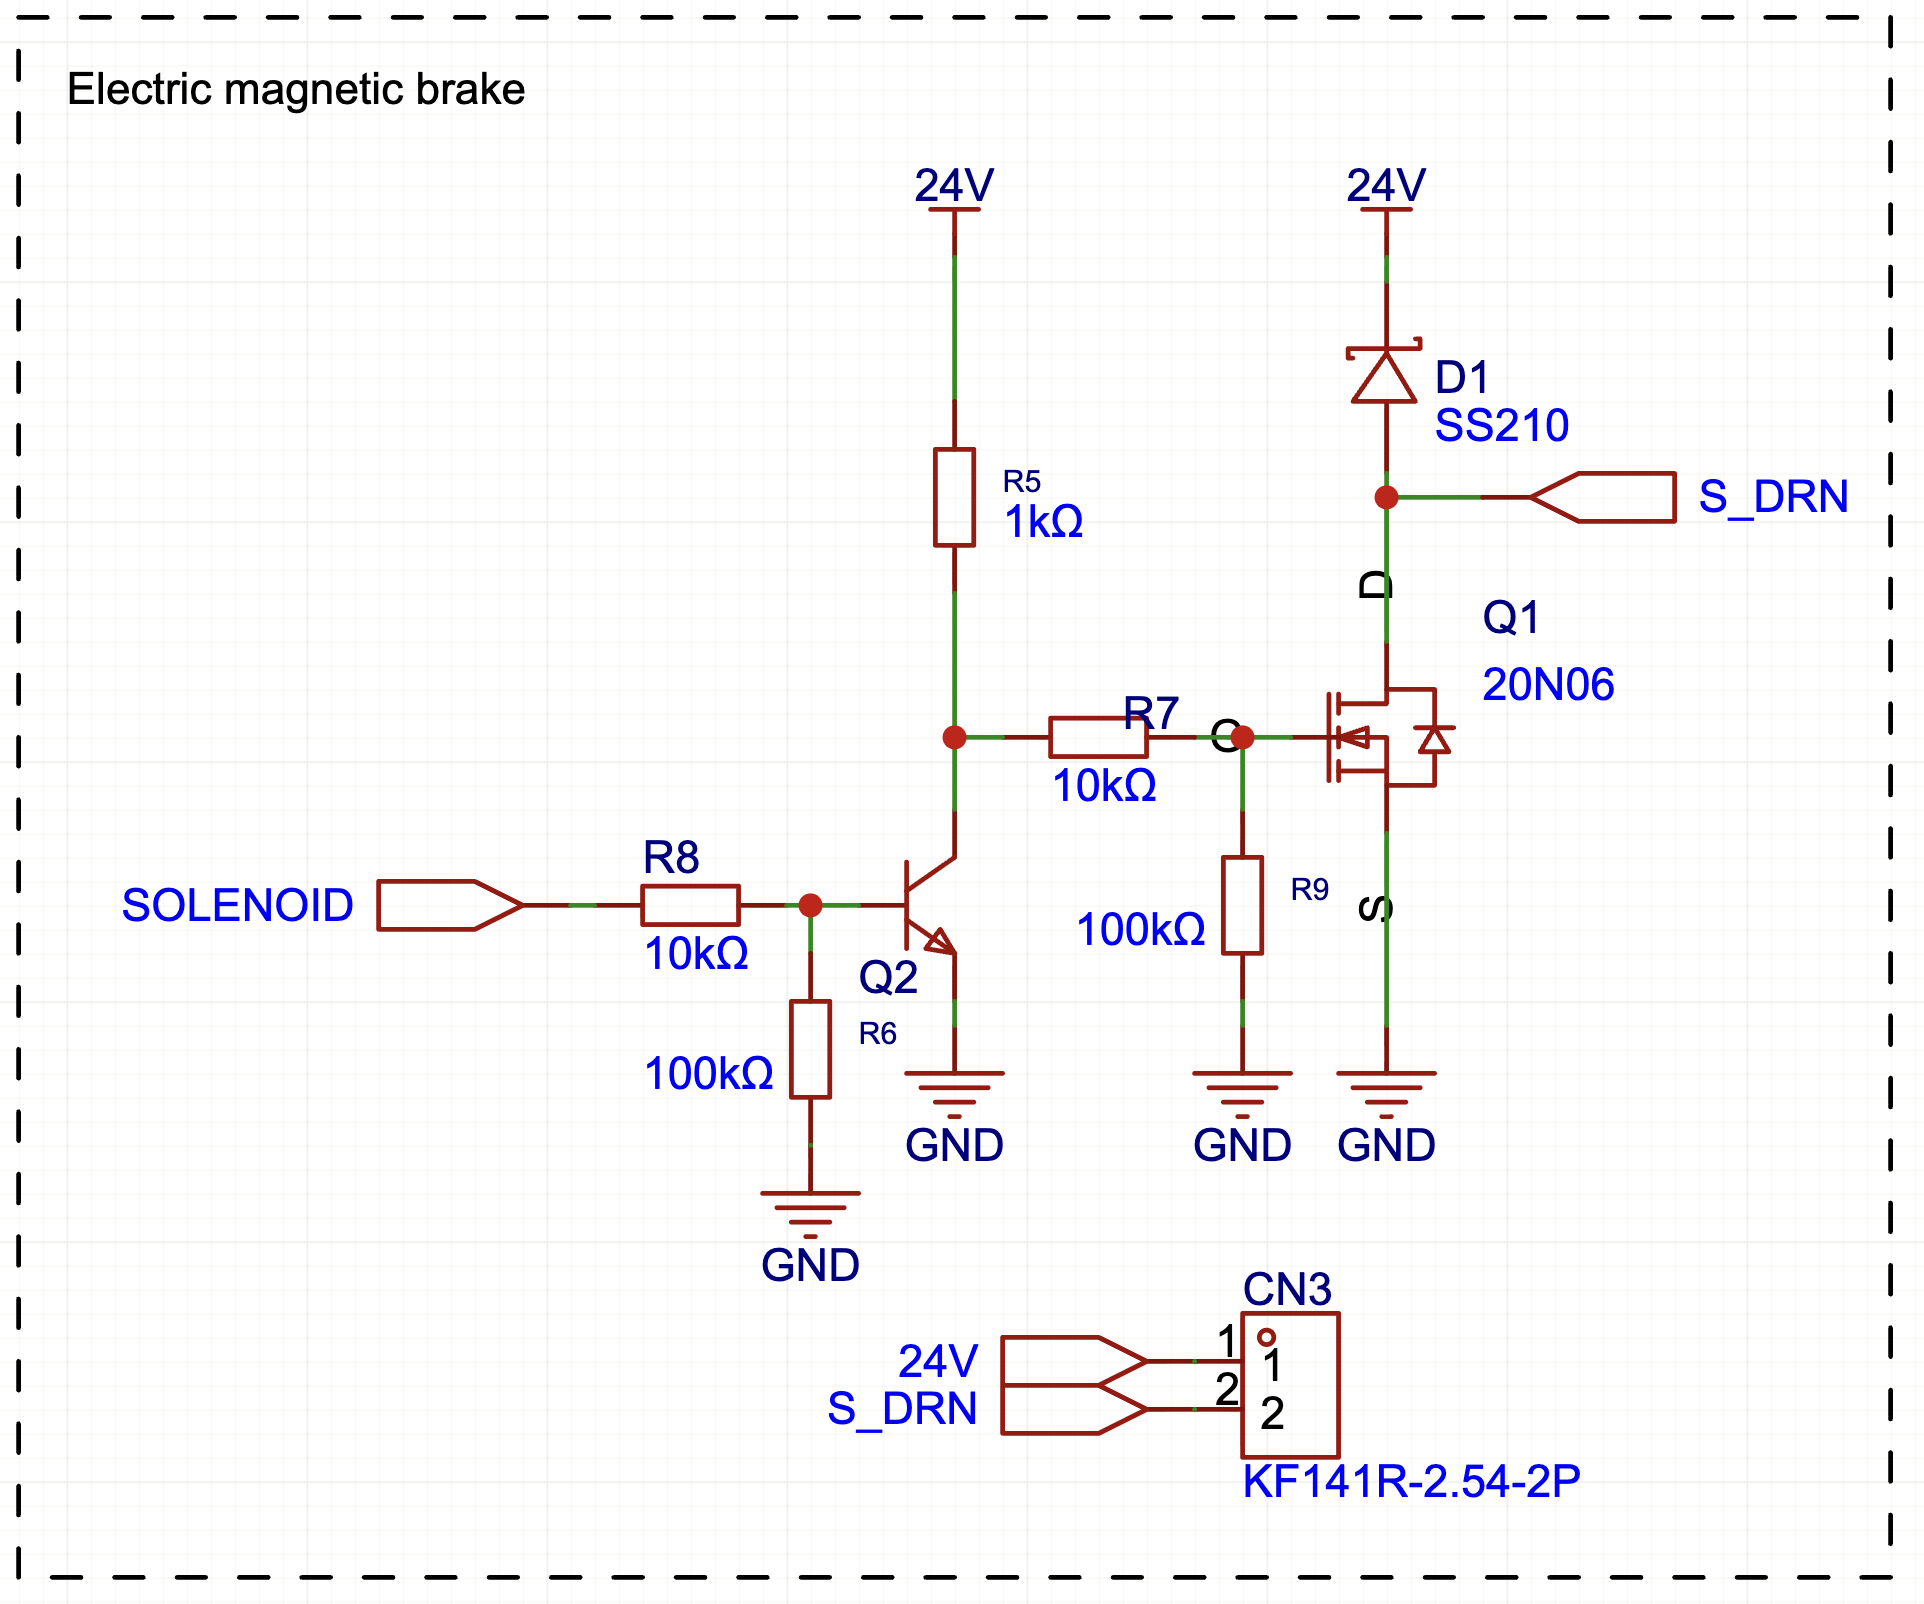 Electric magnetic brake
24V
24V
D1
SS210
R5
1kΩ
S_DRN
D
Q1
20N06
R7
G
10kΩ
R8
SOLENOID
10kΩ
R9
100kΩ
S
Q2
R6
100kΩ
GND
GND
GND
GND
CN3
24V
1
1
S_DRN
2
2
KF141R-2.54-2P